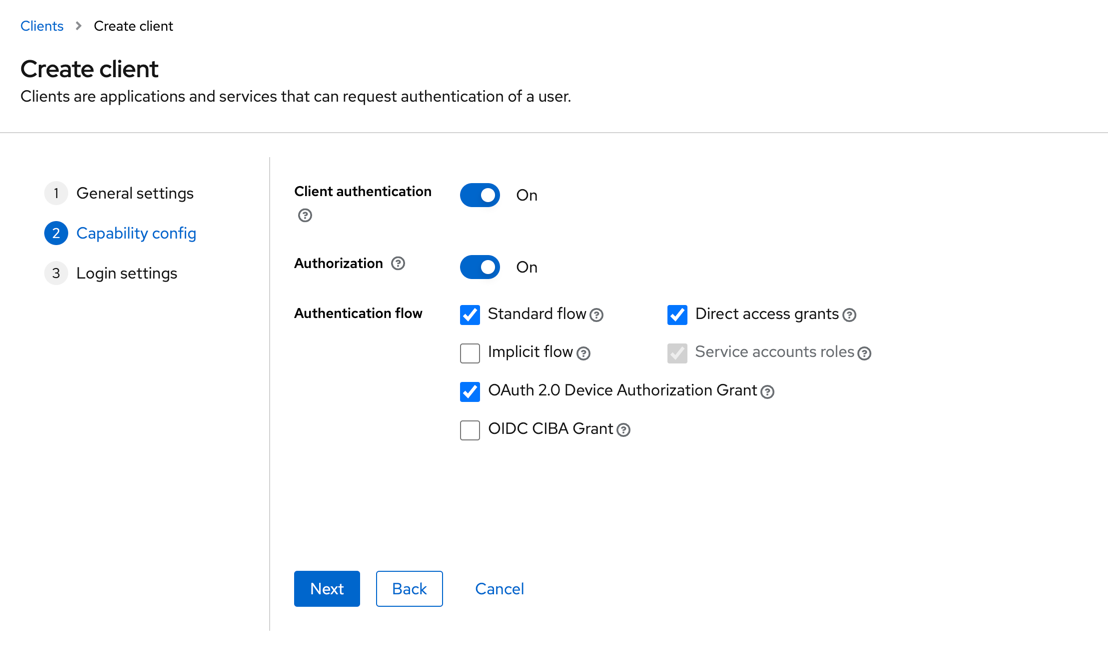 Clients > Create client
Create client
Clients are applications and services that can request authentication of a user.
1 General settings
2 Capability config
3 Login settings
Client authentication ? On
Authorization ? On
Authentication flow
Standard flow ? Direct access grants ?
Implicit flow ? Service accounts roles ?
OAuth 2.0 Device Authorization Grant ?
OIDC CIBA Grant ?
Next Back Cancel